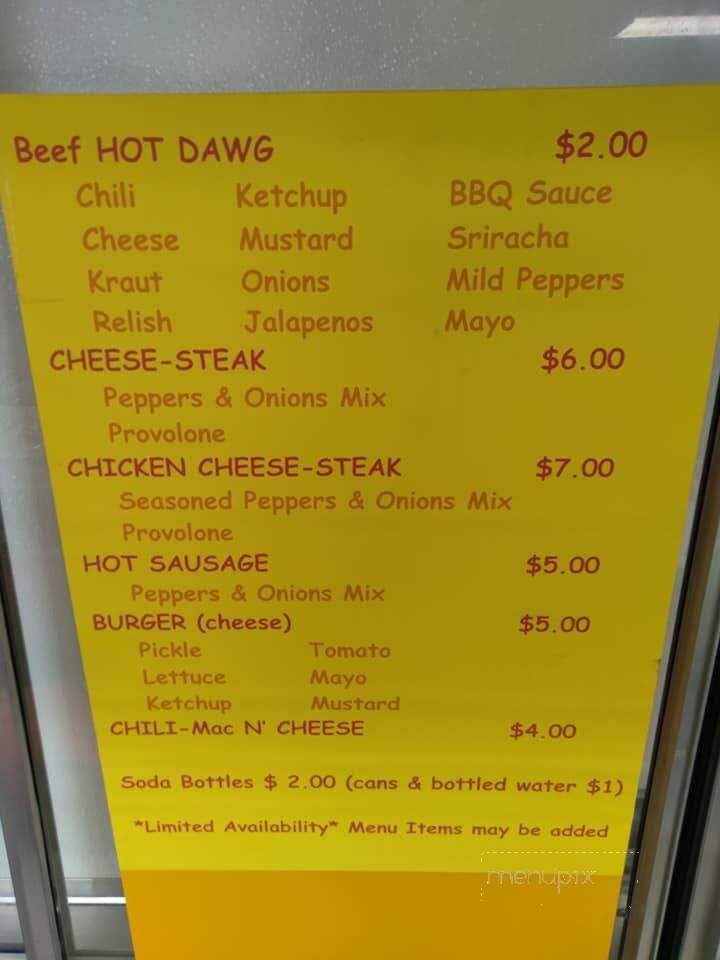 Beef HOT DAWG $2.00
Chili Ketchup BBQ Sauce
Cheese Mustard Sriracha
Kraut Onions Mild Peppers
Relish Jalapenos Mayo
CHEESE-STEAK $6.00
Peppers & Onions Mix
Provolone
CHICKEN CHEESE-STEAK $7.00
Seasoned Peppers & Onions Mix
Provolone
HOT SAUSAGE $5.00
Peppers & Onions Mix
BURGER (cheese) $5.00
Pickle Tomato
Lettuce Mayo
Ketchup Mustard
CHILI-Mac N' CHEESE $4.00
Soda Bottles $ 2.00 (cans & bottled water $1)
*Limited Availability* Menu Items may be added
menupix